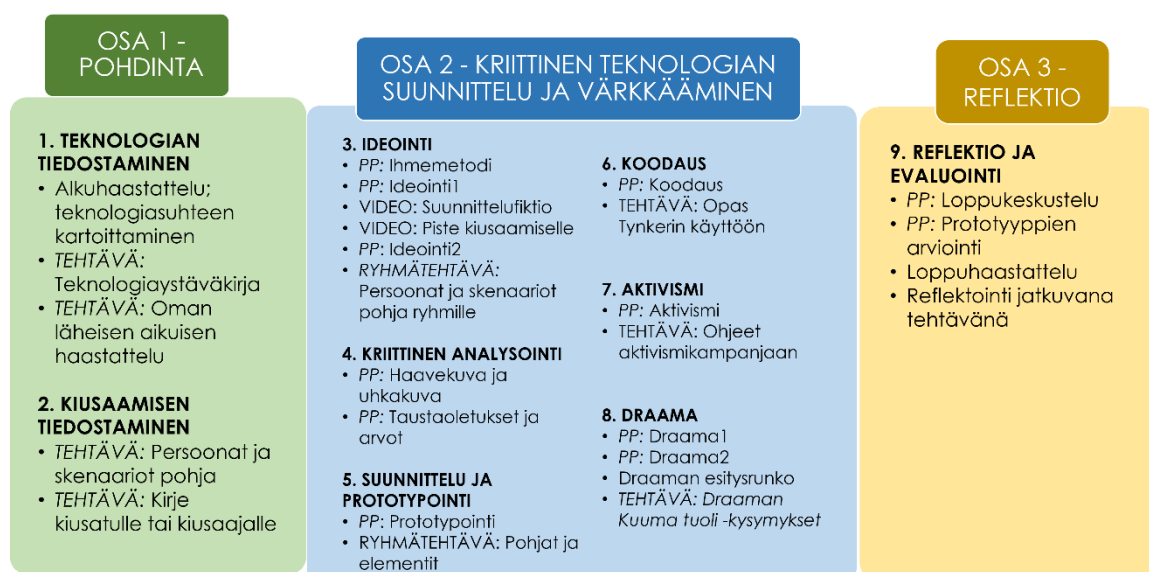 OSA 1 -
POHDINTA
1. TEKNOLOGIAN
TIEDOSTAMINEN
• Alkuhaastattelu;
teknologiasuhteen
kartoittaminen
• TEHTÄVÄ:
Teknologiaystäväkirja
• TEHTÄVÄ: Oman
läheisen aikuisen
haastattelu
2. KIUSAAMISEN
TIEDOSTAMINEN
• TEHTÄVÄ: Persoonat ja
skenaariot pohja
• TEHTÄVÄ: Kirje
kiusatulle tai kiusaajalle
OSA 2 - KRIITTINEN TEKNOLOGIAN
SUUNNITTELU JA VÄRKKÄÄMINEN
3. IDEOINTI
• PP: Ihmemetodi
• PP: Ideointi1
• VIDEO: Suunnittelufiktio
• VIDEO: Piste kiusaamiselle
• PP: Ideointi2
• RYHMÄTEHTÄVÄ:
Persoonat ja skenaariot
pohja ryhmille
4. KRIITTINEN ANALYSOINTI
• PP: Haavekuva ja
uhkakuva
• PP: Taustaoletukset ja
arvot
5. SUUNNITTELU JA
PROTOTYPOINTI
• PP: Prototypointi
• RYHMÄTEHTÄVÄ: Pohjat ja
elementit
6. KOODAUS
• PP: Koodaus
• TEHTÄVÄ: Opas
Tynkerin käyttöön
7. AKTIVISMI
• PP: Aktivismi
• TEHTÄVÄ: Ohjeet
aktivismikampanjaan
8. DRAAMA
• PP: Draama1
• PP: Draama2
• Draaman esitysrunko
• TEHTÄVÄ: Draaman
Kuuma tuoli -kysymykset
OSA 3 -
REFLEKTIO
9. REFLEKTIO JA
EVALUOINTI
• PP: Loppukeskustelu
• PP: Prototyyppien
arviointi
• Loppuhaastattelu
• Reflektointi jatkuvana
tehtävänä